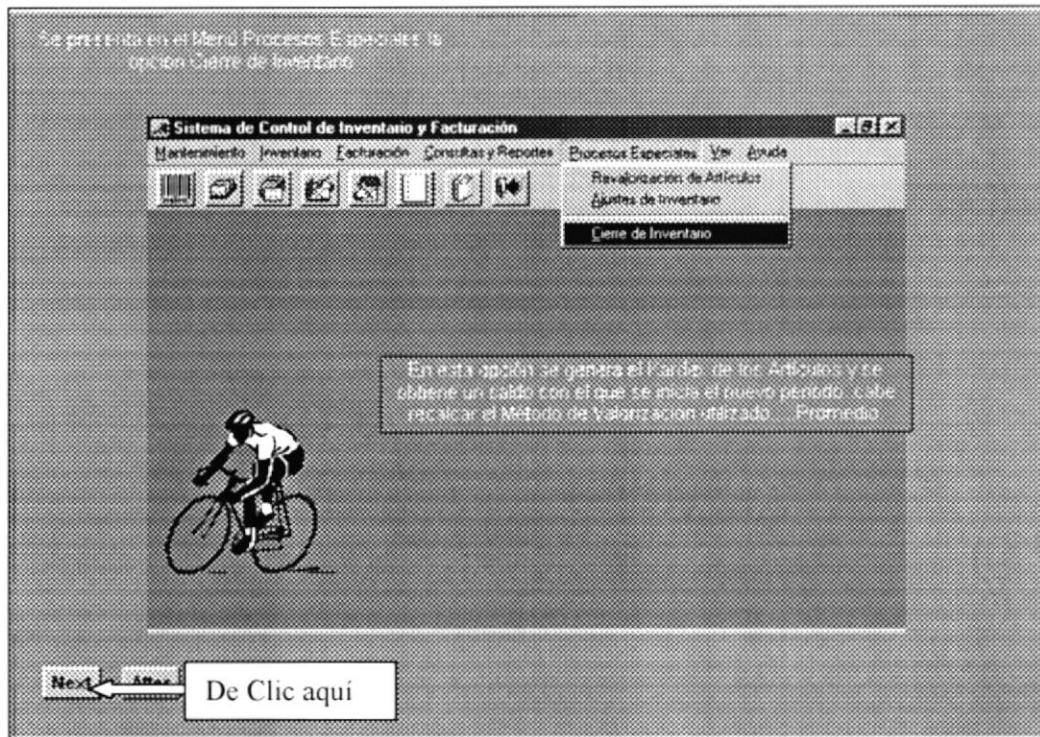 Se presenta en el Menú Procesos Especiales la
opción Cierre de Inventario
Sistema de Control de Inventario y Facturación
Mantenimiento Inventario Facturación Consultas y Reportes Procesos Especiales Ver Ayuda
Revalorización de Artículos
Ajustes de Inventario
Cierre de Inventario
En esta opción se genera el Kardex de los Artículos y se
obtiene un saldo con el que se inicia el nuevo periodo, cabe
recalcar el Método de Valorización utilizado....Promedio
Next
De Clic aquí